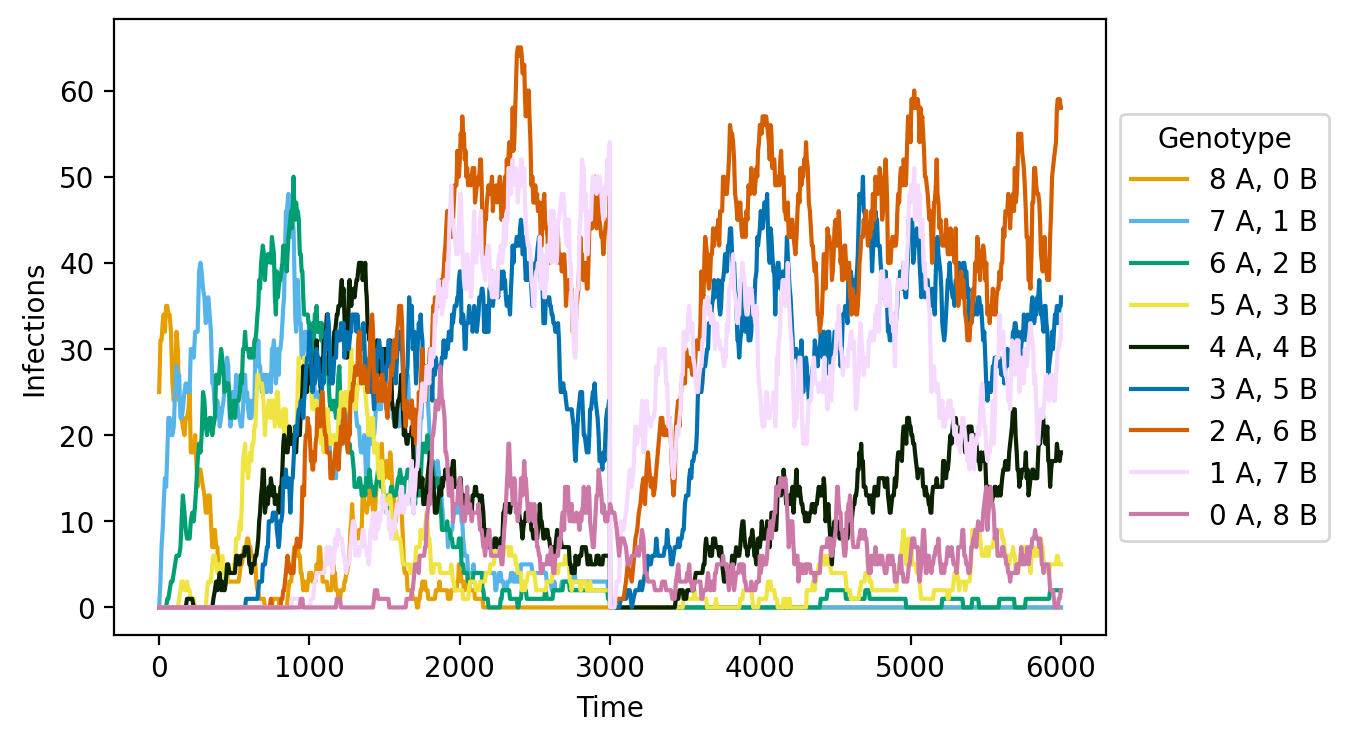 60
50
40
30
20
10
0
Infections
0 1000 2000 3000 4000 5000 6000
Time
Genotype
8 A, 0 B
7 A, 1 B
6 A, 2 B
5 A, 3 B
4 A, 4 B
3 A, 5 B
2 A, 6 B
1 A, 7 B
0 A, 8 B